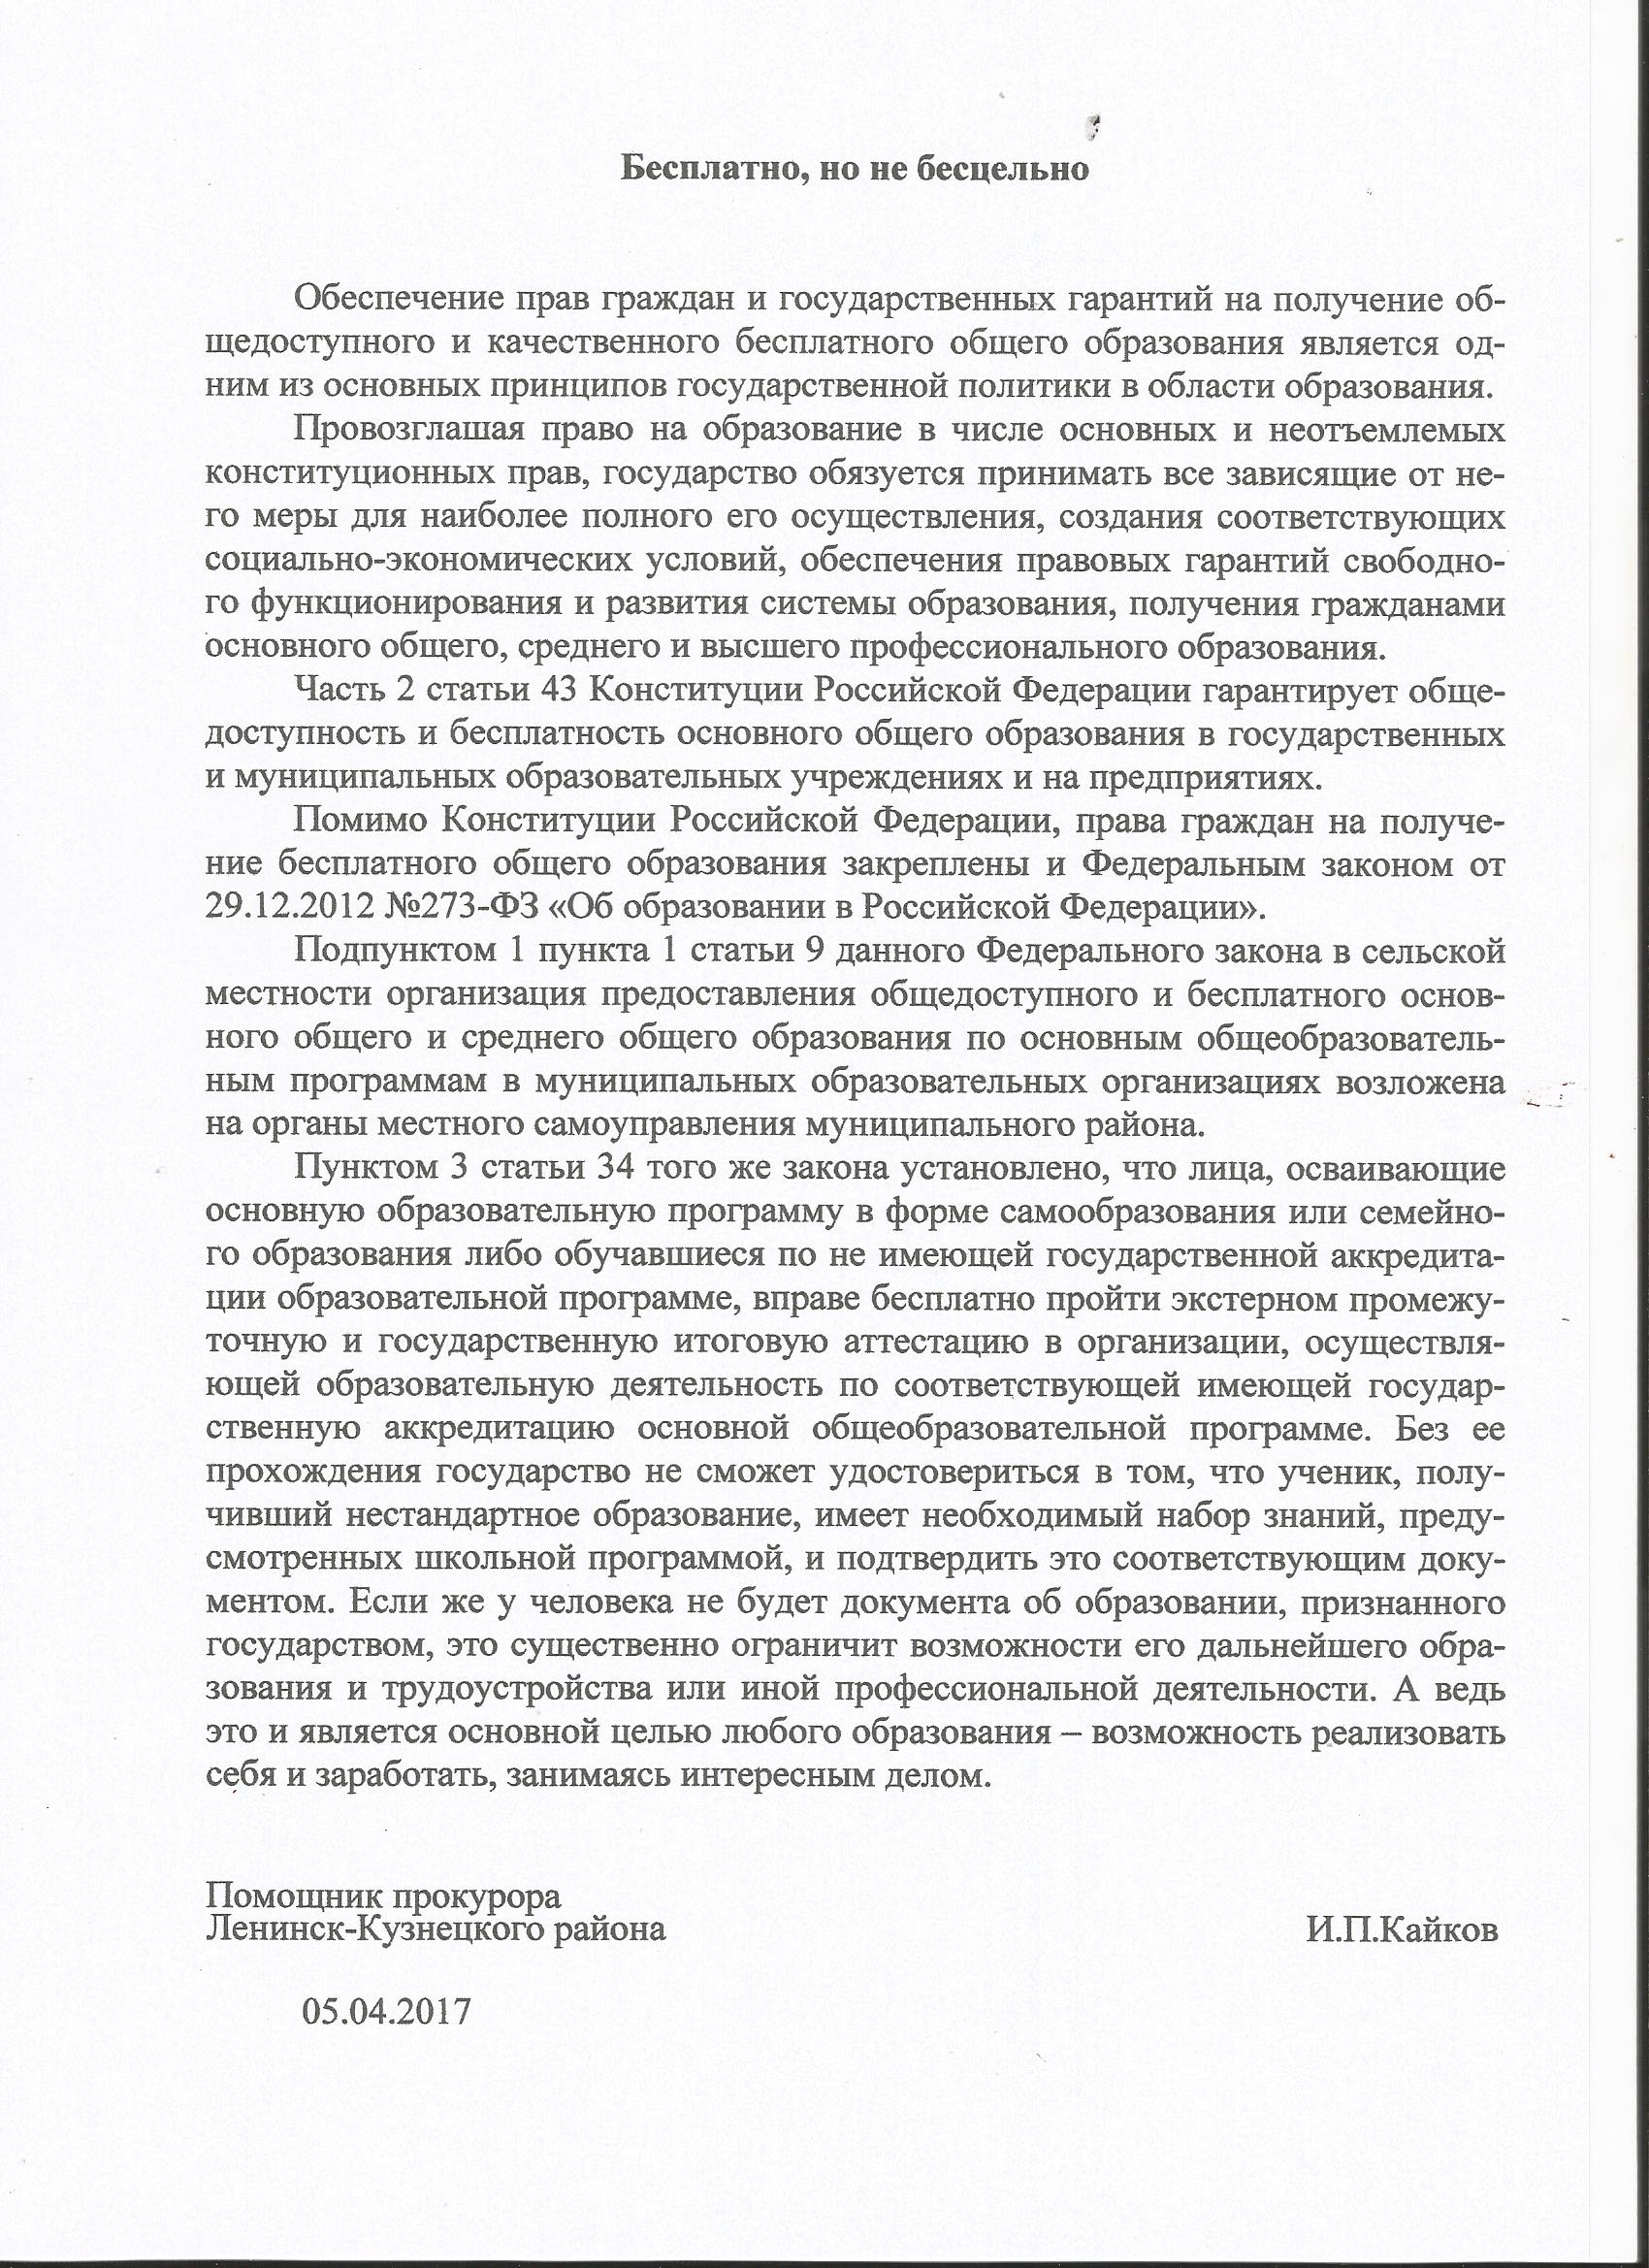 Бесплатно, но не бесцельно
Обеспечение прав граждан и государственных гарантий на получение об-
щедоступного и качественного бесплатного общего образования является од-
ним из основных принципов государственной политики в области образования.
Провозглашая право на образование в числе основных и неотъемлемых
конституционных прав, государство обязуется принимать все зависящие от не-
го меры для наиболее полного его осуществления, создания соответствующих
социально-экономических условий, обеспечения правовых гарантий свободно-
го функционирования и развития системы образования, получения гражданами
основного общего, среднего и высшего профессионального образования.
Часть 2 статьи 43 Конституции Российской Федерации гарантирует обще-
доступность и бесплатность основного общего образования в государственных
и муниципальных образовательных учреждениях и на предприятиях.
Помимо Конституции Российской Федерации, права граждан на получе-
ние бесплатного общего образования закреплены и Федеральным законом от
29.12.2012 №273-ФЗ «Об образовании в Российской Федерации».
Подпунктом 1 пункта 1 статьи 9 данного Федерального закона в сельской
местности организация предоставления общедоступного и бесплатного основ-
ного общего и среднего общего образования по основным общеобразователь-
ным программам в муниципальных образовательных организациях возложена
на органы местного самоуправления муниципального района.
Пунктом 3 статьи 34 того же закона установлено, что лица, осваивающие
основную образовательную программу в форме самообразования или семейно-
го образования либо обучавшиеся по не имеющей государственной аккредита-
ции образовательной программе, вправе бесплатно пройти экстерном промежу-
точную и государственную итоговую аттестацию в организации, осуществля-
ющей образовательную деятельность по соответствующей имеющей государ-
ственную аккредитацию основной общеобразовательной программе. Без ее
прохождения государство не сможет удостовериться в том, что ученик, полу-
чивший нестандартное образование, имеет необходимый набор знаний, преду-
смотренных школьной программой, и подтвердить это соответствующим доку-
ментом. Если же у человека не будет документа об образовании, признанного
государством, это существенно ограничит возможности его дальнейшего обра-
зования и трудоустройства или иной профессиональной деятельности. А ведь
это и является основной целью любого образования – возможность реализовать
себя и заработать, занимаясь интересным делом.
Помощник прокурора
Ленинск-Кузнецкого района И.П.Кайков
05.04.2017